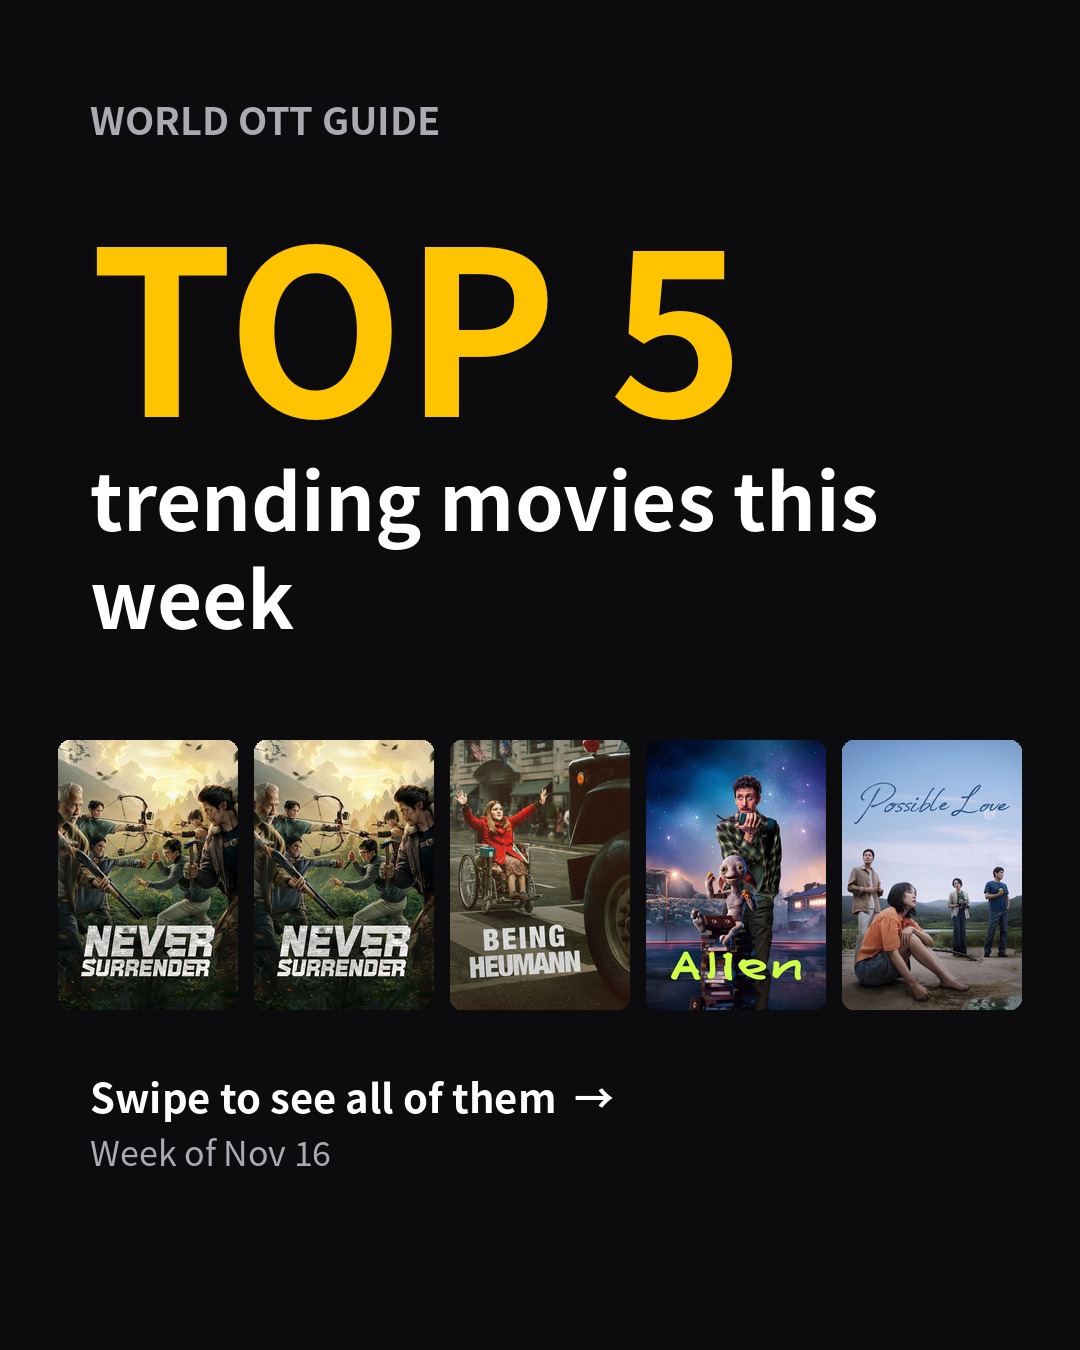 WORLD OTT GUIDE
TOP 5
trending movies this
week
NEVER
SURRENDER
NEVER
SURRENDER
BEING
HEUMANN
Allen
Possible Love
Swipe to see all of them →
Week of Nov 16